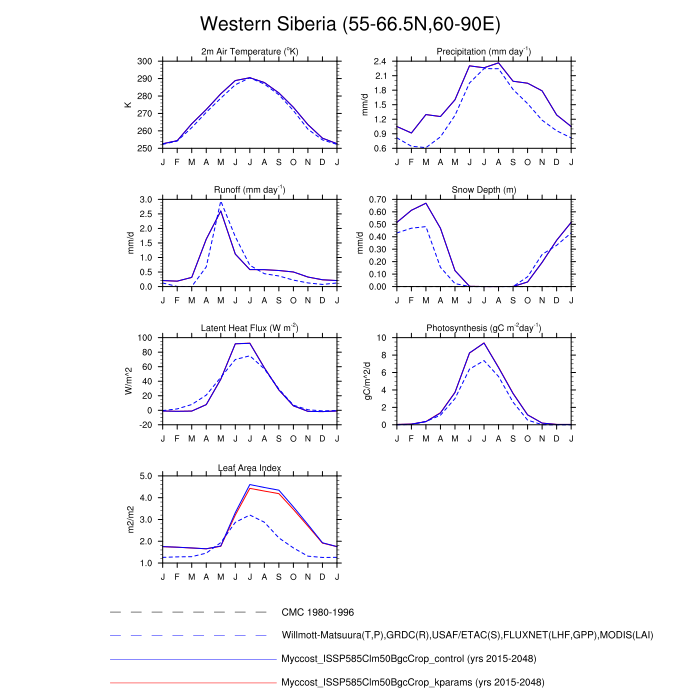 Western Siberia (55-66.5N,60-90E)
2m Air Temperature (°K)
K
300
290
280
270
260
250
J F M A M J J A S O N D J
Precipitation (mm day⁻¹)
mm/d
2.4
2.1
1.8
1.5
1.2
0.9
0.6
J F M A M J J A S O N D J
Runoff (mm day⁻¹)
mm/d
3.0
2.5
2.0
1.5
1.0
0.5
0.0
J F M A M J J A S O N D J
Snow Depth (m)
mm/d
0.70
0.60
0.50
0.40
0.30
0.20
0.10
0.00
J F M A M J J A S O N D J
Latent Heat Flux (W m⁻²)
W/m^2
100
80
60
40
20
0
-20
J F M A M J J A S O N D J
Photosynthesis (gC m⁻²day⁻¹)
gC/m^2/d
10
8
6
4
2
0
J F M A M J J A S O N D J
Leaf Area Index
m2/m2
5.0
4.0
3.0
2.0
1.0
J F M A M J J A S O N D J
CMC 1980-1996
Willmott-Matsuura(T,P),GRDC(R),USAF/ETAC(S),FLUXNET(LHF,GPP),MODIS(LAI)
Myccost_ISSP585Clm50BgcCrop_control (yrs 2015-2048)
Myccost_ISSP585Clm50BgcCrop_kparams (yrs 2015-2048)